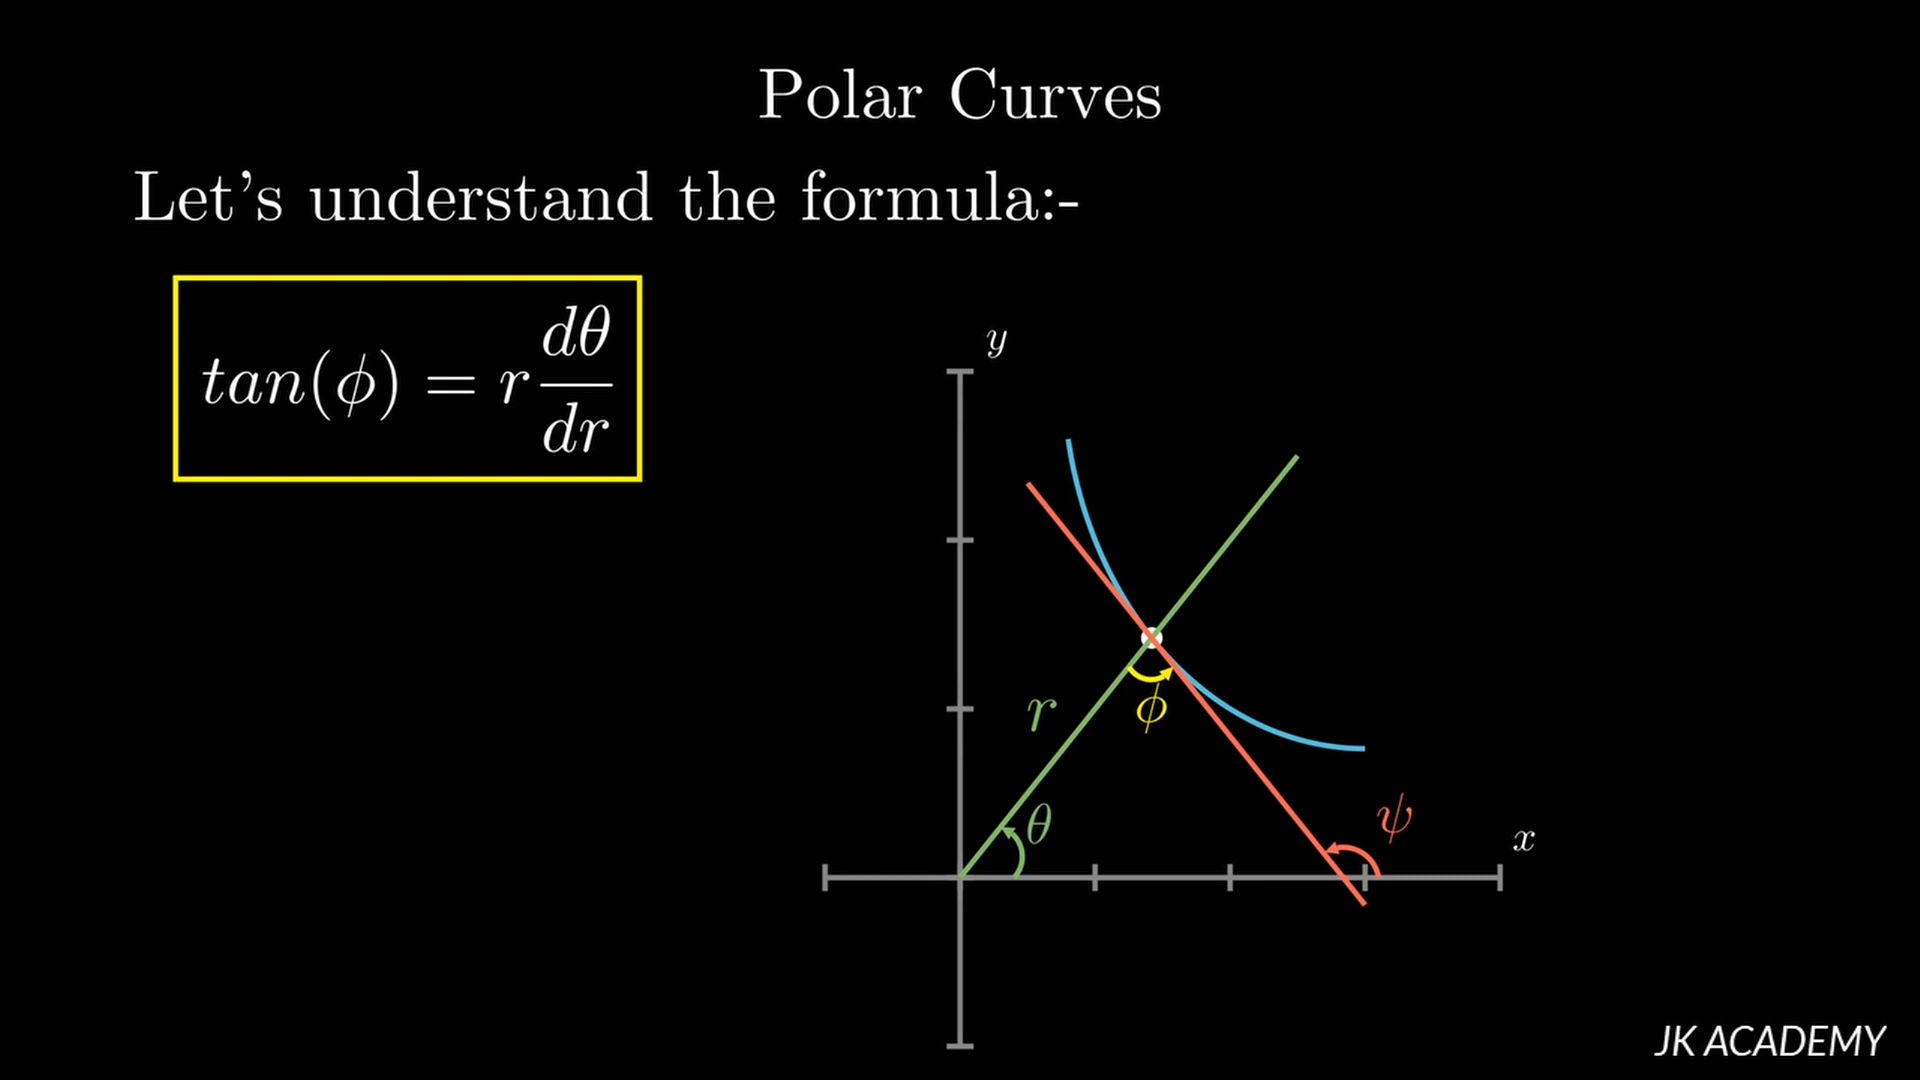 Polar Curves
Let's understand the formula:-
tan(ϕ) = r dθ/dr
y
r
ϕ
θ
ψ
x
JK ACADEMY